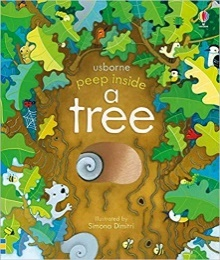 usborne
peep inside
a
tree
Illustrated by
Simona Dimitri